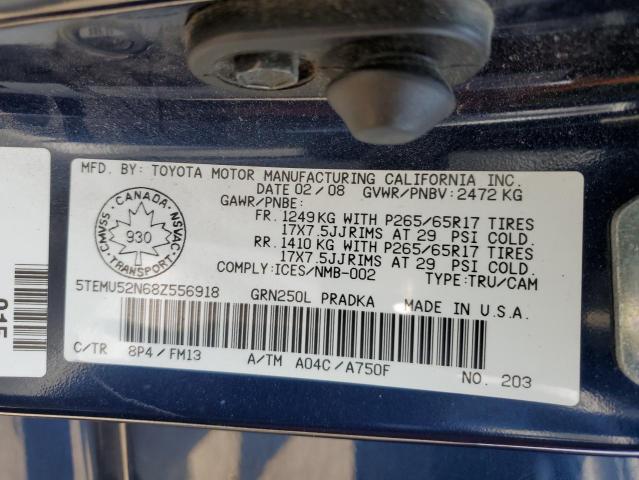 MFD. BY: TOYOTA MOTOR MANUFACTURING CALIFORNIA INC.
DATE 02/08 GVWR/PNBV: 2472 KG
GAWR/PNBE:
FR. 1249 KG WITH P265/65R17 TIRES
17X7.5JJRIMS AT 29 PSI COLD.
RR. 1410 KG WITH P265/65R17 TIRES
17X7.5JJRIMS AT 29 PSI COLD.
COMPLY: ICES/NMB-002 TYPE: TRU/CAM
CANADA
CMVSS
930
NSVAC
TRANSPORT
5TEMU52N68Z556918 GRN250L PRADKA MADE IN U.S.A.
C/TR 8P4/FM13 A/TM A04C/A750F NO. 203